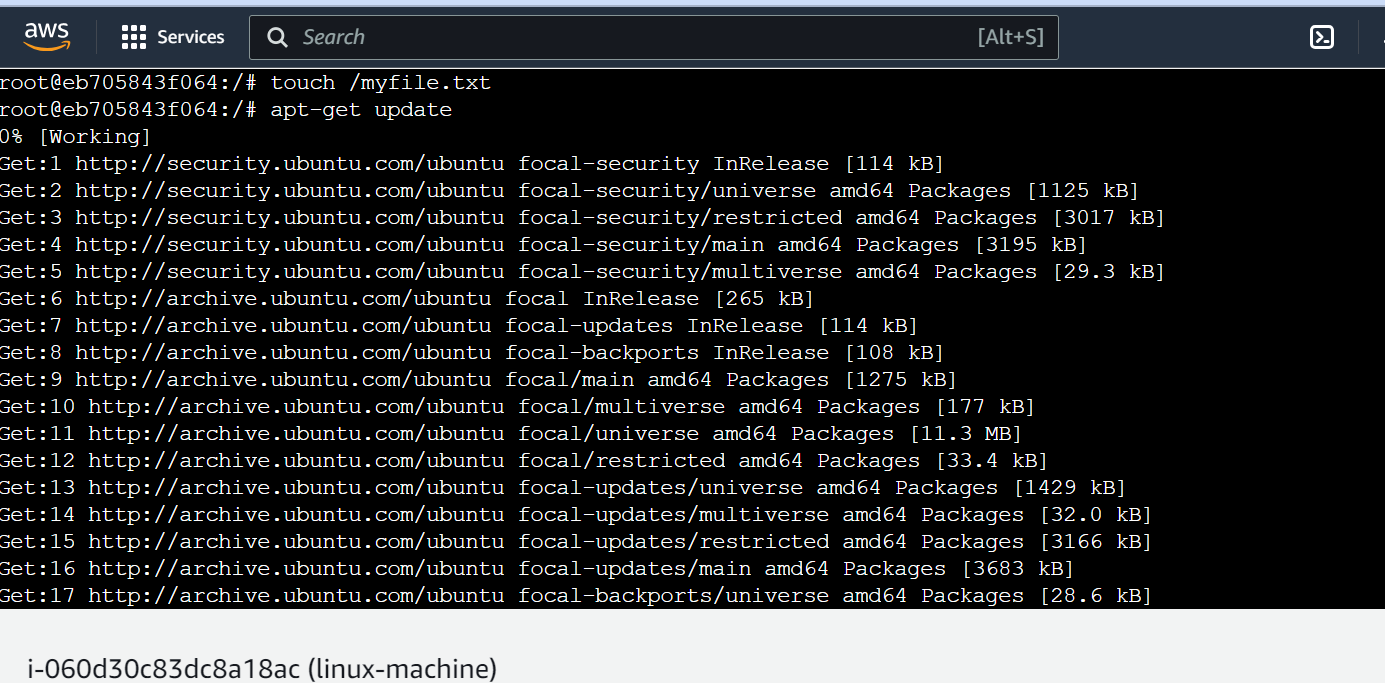 aws
Services
Search [Alt+S]
root@eb705843f064:/# touch /myfile.txt
root@eb705843f064:/# apt-get update
0% [Working]
Get:1 http://security.ubuntu.com/ubuntu focal-security InRelease [114 kB]
Get:2 http://security.ubuntu.com/ubuntu focal-security/universe amd64 Packages [1125 kB]
Get:3 http://security.ubuntu.com/ubuntu focal-security/restricted amd64 Packages [3017 kB]
Get:4 http://security.ubuntu.com/ubuntu focal-security/main amd64 Packages [3195 kB]
Get:5 http://security.ubuntu.com/ubuntu focal-security/multiverse amd64 Packages [29.3 kB]
Get:6 http://archive.ubuntu.com/ubuntu focal InRelease [265 kB]
Get:7 http://archive.ubuntu.com/ubuntu focal-updates InRelease [114 kB]
Get:8 http://archive.ubuntu.com/ubuntu focal-backports InRelease [108 kB]
Get:9 http://archive.ubuntu.com/ubuntu focal/main amd64 Packages [1275 kB]
Get:10 http://archive.ubuntu.com/ubuntu focal/multiverse amd64 Packages [177 kB]
Get:11 http://archive.ubuntu.com/ubuntu focal/universe amd64 Packages [11.3 MB]
Get:12 http://archive.ubuntu.com/ubuntu focal/restricted amd64 Packages [33.4 kB]
Get:13 http://archive.ubuntu.com/ubuntu focal-updates/universe amd64 Packages [1429 kB]
Get:14 http://archive.ubuntu.com/ubuntu focal-updates/multiverse amd64 Packages [32.0 kB]
Get:15 http://archive.ubuntu.com/ubuntu focal-updates/restricted amd64 Packages [3166 kB]
Get:16 http://archive.ubuntu.com/ubuntu focal-updates/main amd64 Packages [3683 kB]
Get:17 http://archive.ubuntu.com/ubuntu focal-backports/universe amd64 Packages [28.6 kB]
i-060d30c83dc8a18ac (linux-machine)